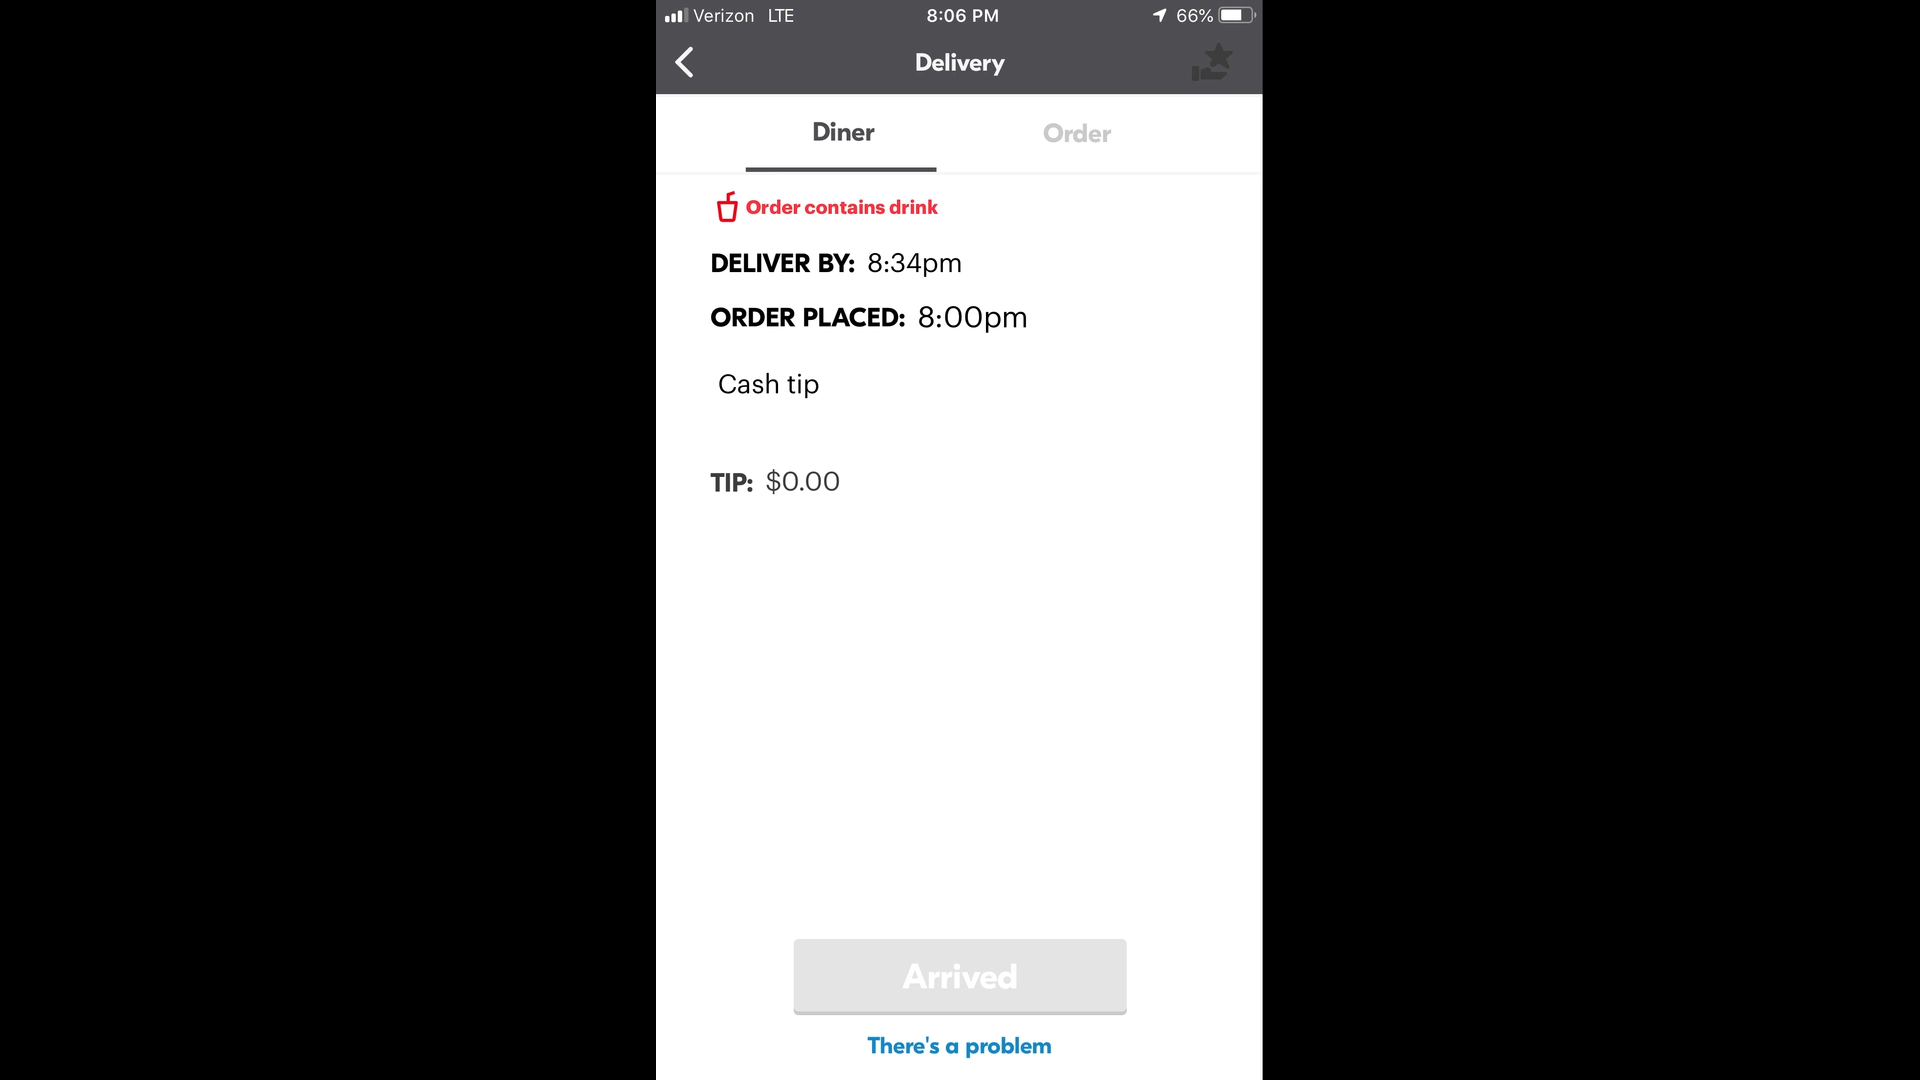 Verizon LTE 8:06 PM 66%
Delivery
Diner Order
Order contains drink
DELIVER BY: 8:34pm
ORDER PLACED: 8:00pm
Cash tip
TIP: $0.00
Arrived
There's a problem